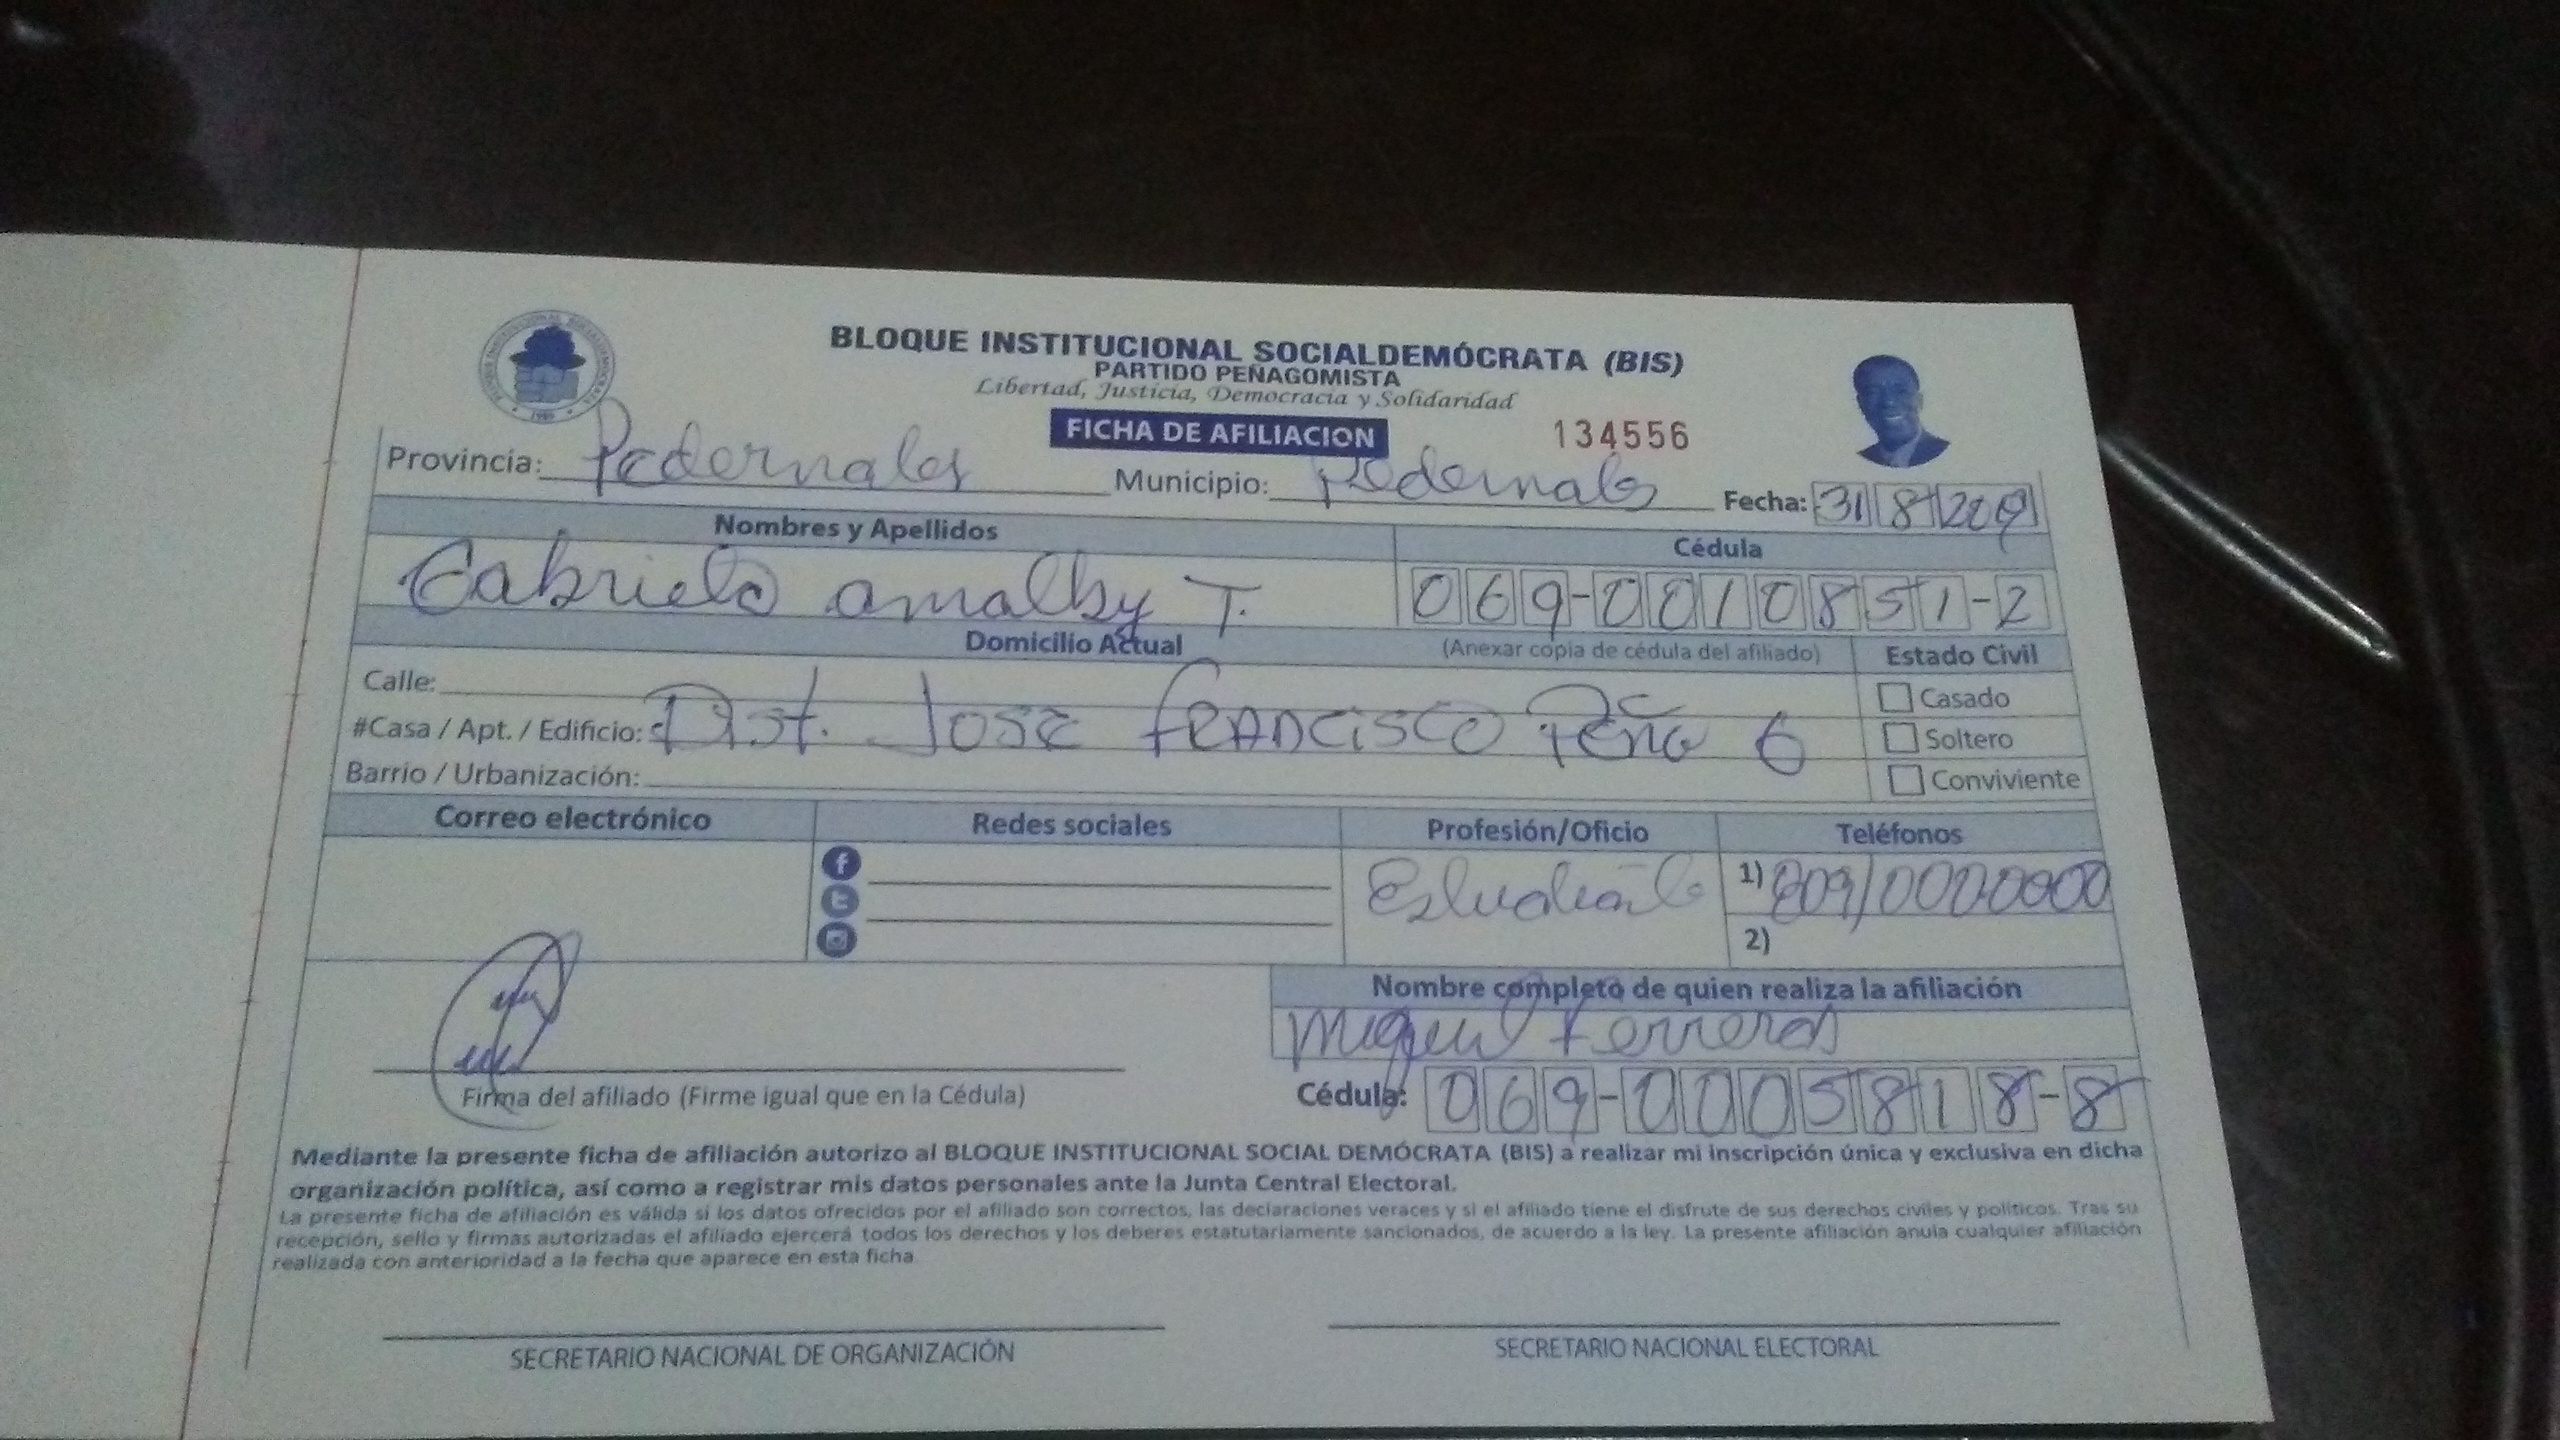 BLOQUE INSTITUCIONAL SOCIALDEMÓCRATA (BIS)
PARTIDO PEÑAGOMISTA
Libertad, Justicia, Democracia y Solidaridad
FICHA DE AFILIACION 134556
Provincia: Pedernales Municipio: Pedernales Fecha: 31 8 2019
Nombres y Apellidos Cédula
Gabriela amalby T. 069-0010851-2
Domicilio Actual (Anexar copia de cédula del afiliado) Estado Civil
Calle: Casado
#Casa / Apt. / Edificio: Dist. Jose Francisco Peña G Soltero
Barrio / Urbanización: Conviviente
Correo electrónico Redes sociales Profesión/Oficio Teléfonos
Estudiante 1) 809/0000000
2)
Nombre completo de quien realiza la afiliación
Miguel Ferreras
Firma del afiliado (Firme igual que en la Cédula) Cédula: 069-0005818-8
Mediante la presente ficha de afiliación autorizo al BLOQUE INSTITUCIONAL SOCIAL DEMÓCRATA (BIS) a realizar mi inscripción única y exclusiva en dicha
organización política, así como a registrar mis datos personales ante la Junta Central Electoral.
La presente ficha de afiliación es válida si los datos ofrecidos por el afiliado son correctos, las declaraciones veraces y si el afiliado tiene el disfrute de sus derechos civiles y políticos. Tras su
recepción, sello y firmas autorizadas el afiliado ejercerá todos los derechos y los deberes estatutariamente sancionados, de acuerdo a la ley. La presente afiliación anula cualquier afiliación
realizada con anterioridad a la fecha que aparece en esta ficha
SECRETARIO NACIONAL DE ORGANIZACIÓN SECRETARIO NACIONAL ELECTORAL